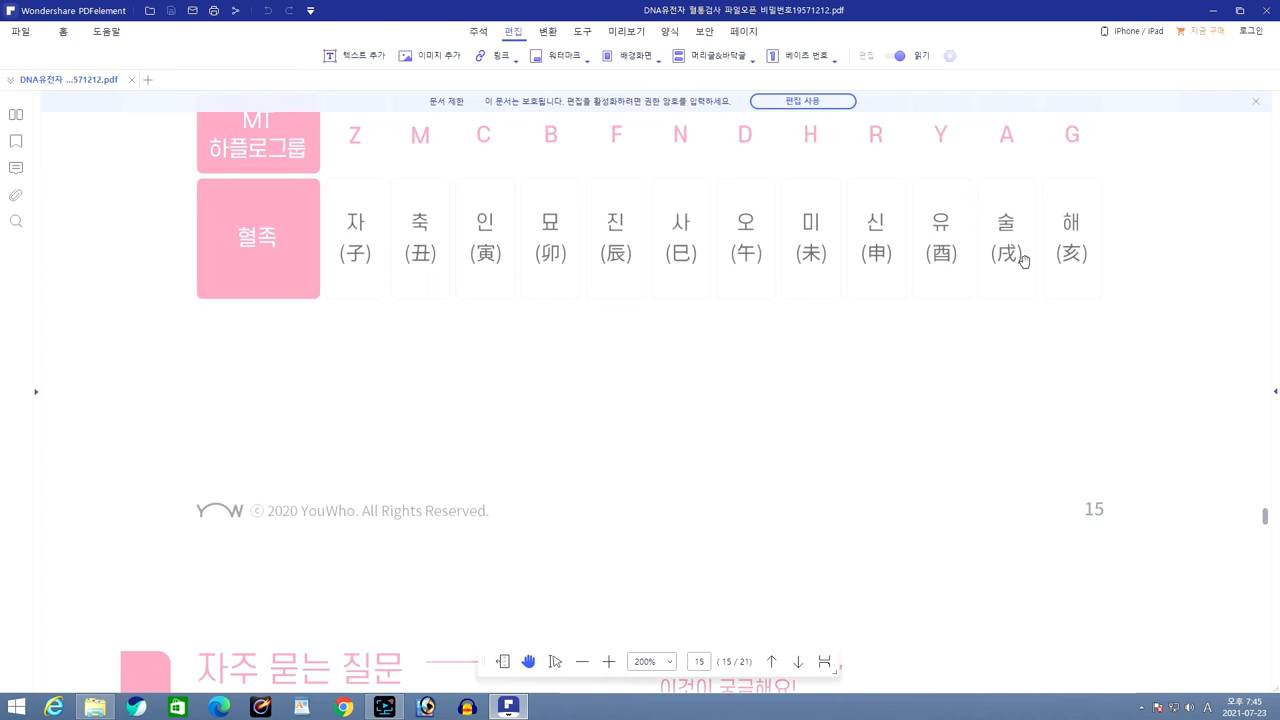 Wondershare PDFelement
DNA유전자 혈통검사 파일오픈 비밀번호19571212.pdf
파일 홈 도움말 주석 편집 변환 도구 미리보기 양식 보안 페이지 iPhone / iPad 지금 구매 로그인
텍스트 추가 이미지 추가 링크 워터마크 배경화면 머리글&바닥글 베이츠 번호 편집 읽기
DNA유전자 ...571212.pdf
문서 제한 이 문서는 보호됩니다. 편집을 활성화하려면 권한 암호를 입력하세요. 편집 사용
MT
하플로그룹 Z M C B F N D H R Y A G
혈족
자 축 인 묘 진 사 오 미 신 유 술 해
(子) (丑) (寅) (卯) (辰) (巳) (午) (未) (申) (酉) (戌) (亥)
YW ⓒ 2020 YouWho. All Rights Reserved. 15
자주 묻는 질문
이것이 궁금해요!
200% 15 ( 15 / 21)
오후 7:45
2021-07-23